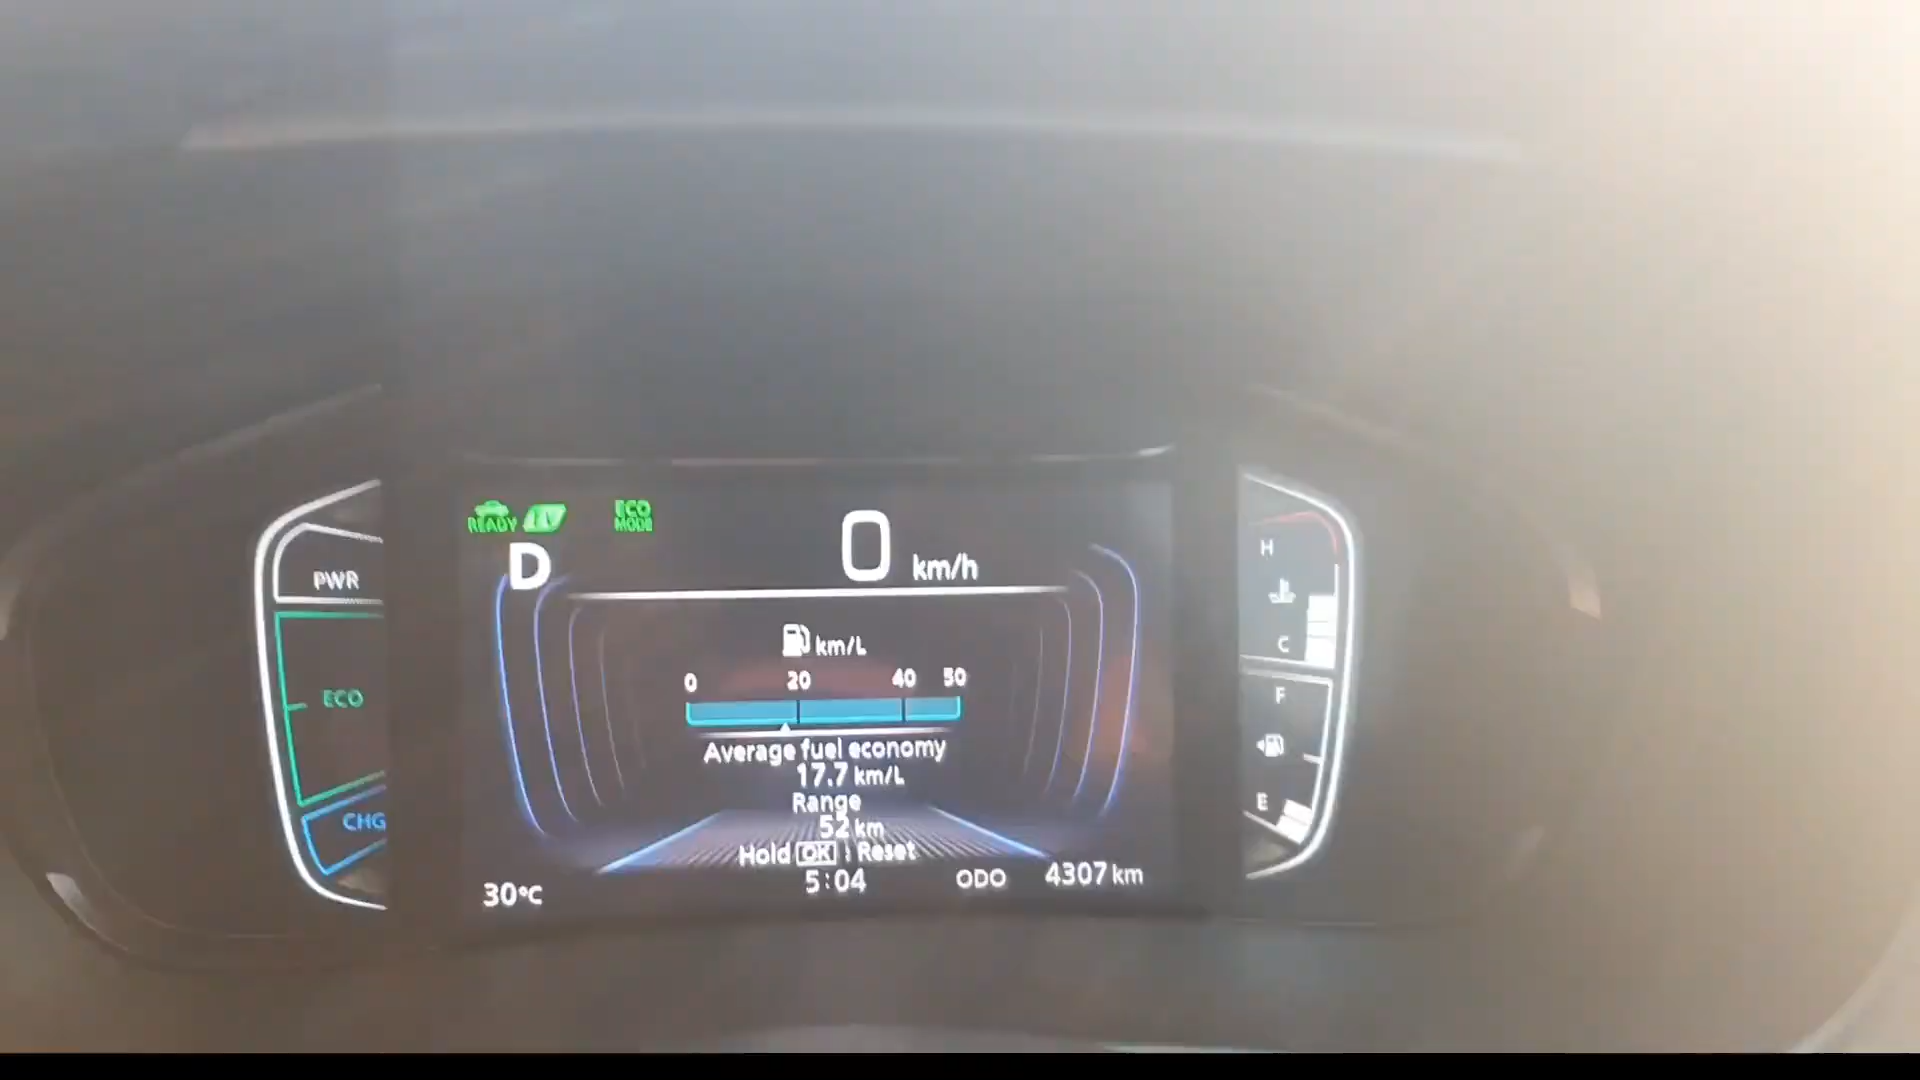 READY EV ECO
MODE
D
0 km/h
PWR
ECO
CHG
km/L
0 20 40 50
Average fuel economy
17.7 km/L
Range
52 km
Hold OK : Reset
30°C
5:04
ODO 4307 km
H
C
F
E